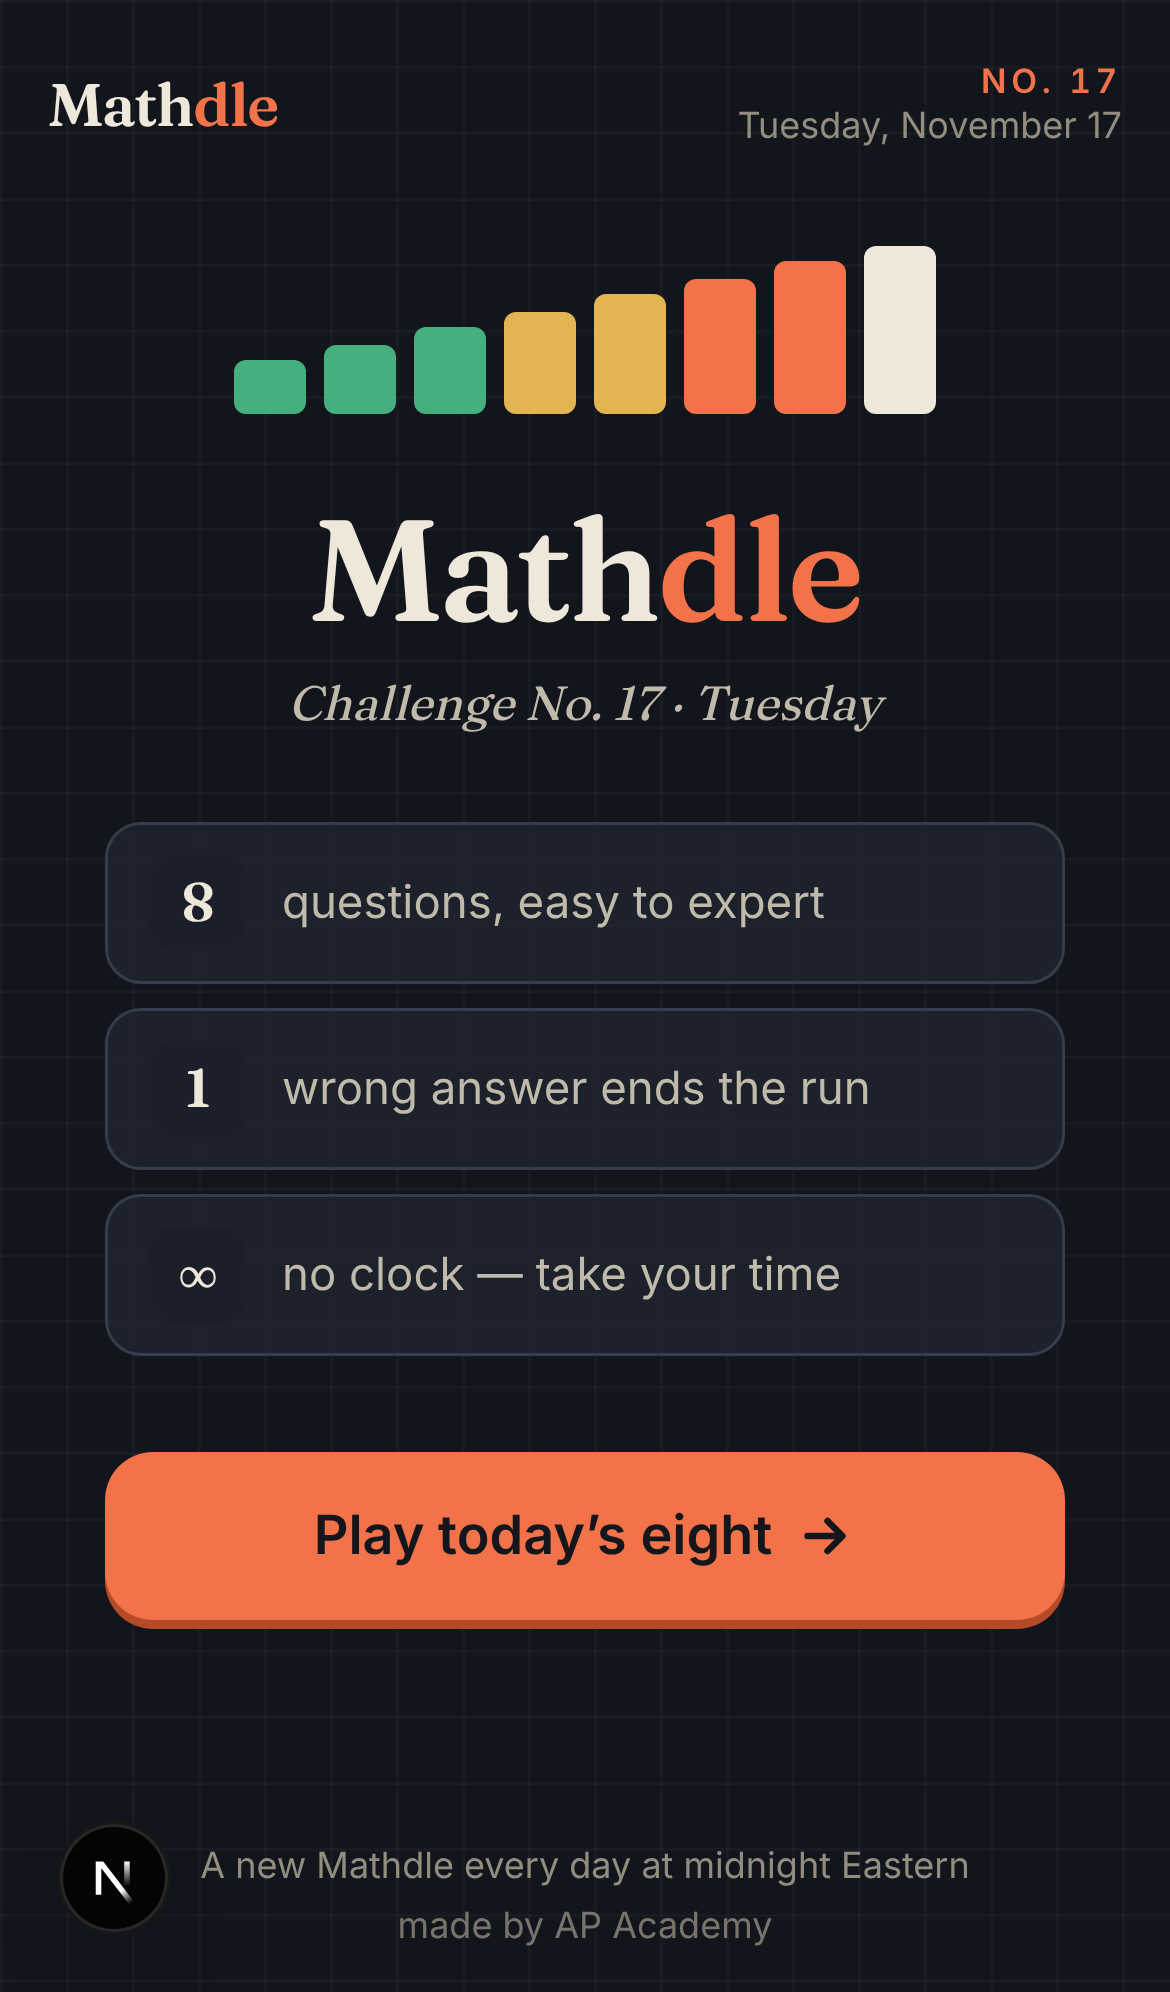 Mathdle
NO. 17
Tuesday, November 17
Mathdle
Challenge No. 17 · Tuesday
8 questions, easy to expert
1 wrong answer ends the run
∞ no clock — take your time
Play today’s eight →
N
A new Mathdle every day at midnight Eastern
made by AP Academy